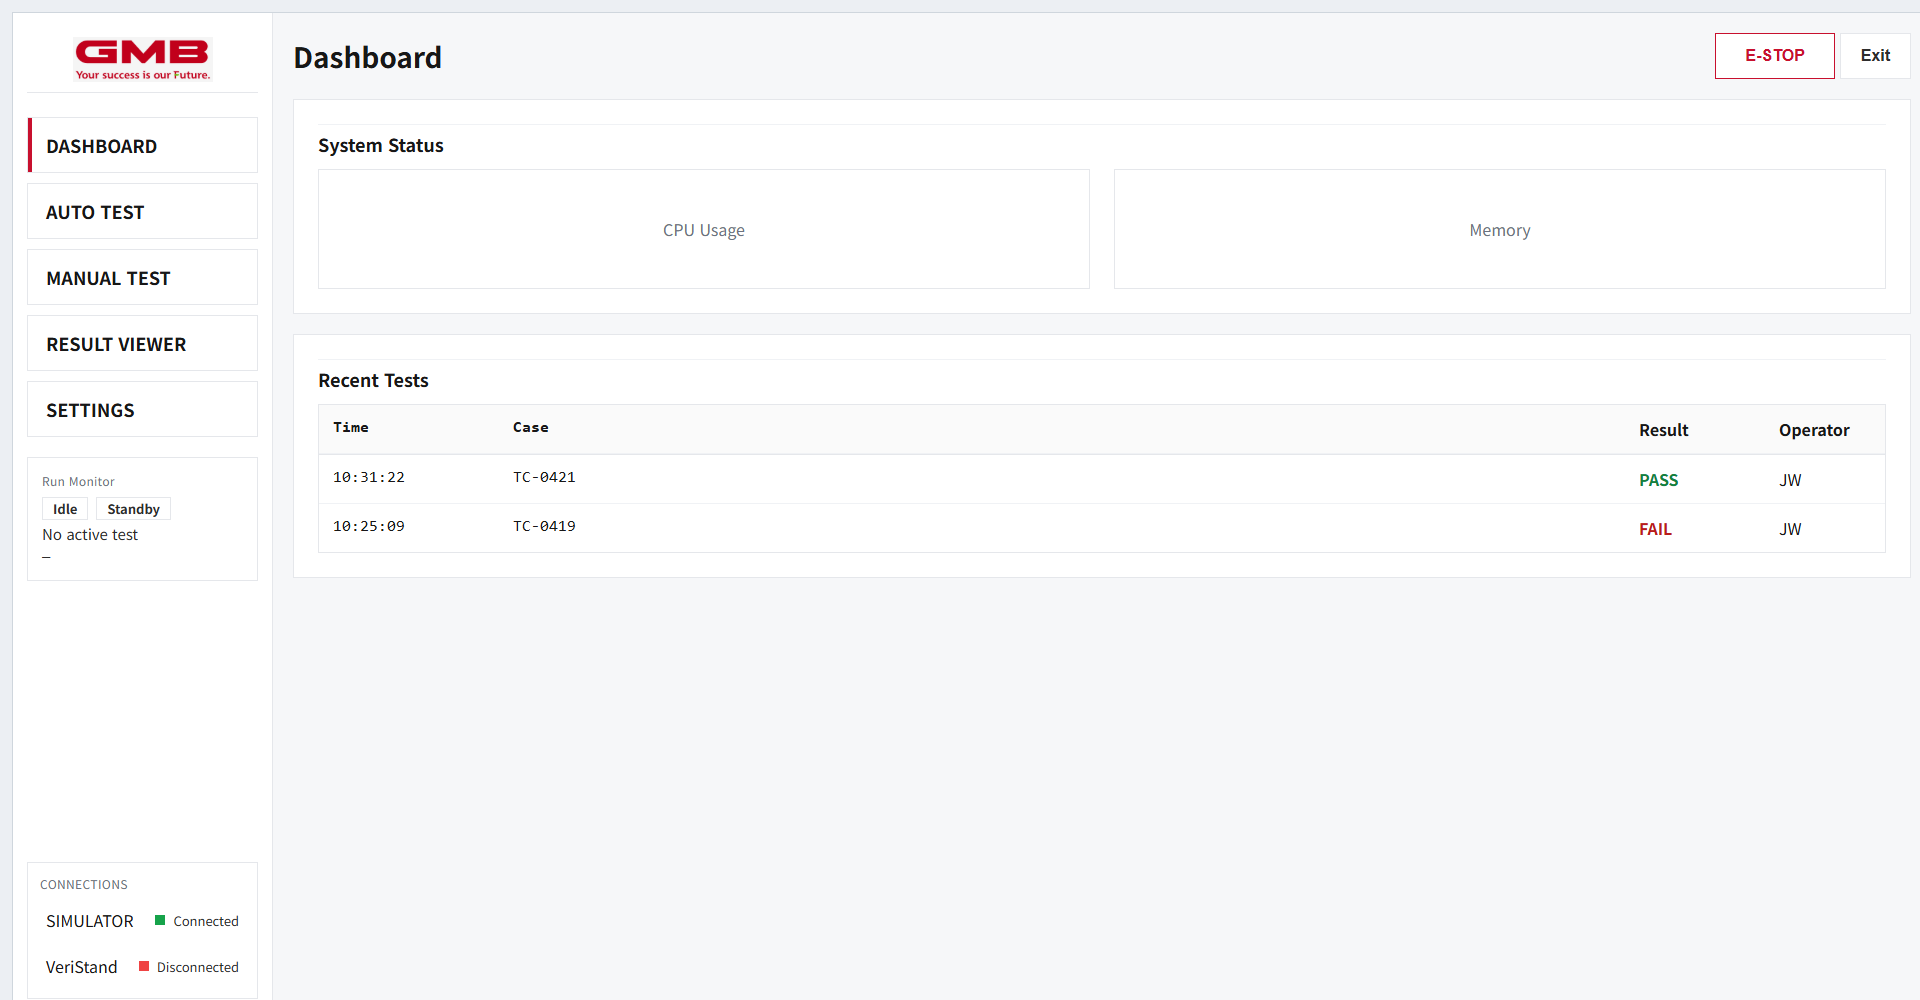 GMB
Your success is our Future.
DASHBOARD
AUTO TEST
MANUAL TEST
RESULT VIEWER
SETTINGS
Run Monitor
Idle Standby
No active test
–
CONNECTIONS
SIMULATOR Connected
VeriStand Disconnected
Dashboard
E-STOP Exit
System Status
CPU Usage Memory
Recent Tests
Time Case Result Operator
10:31:22 TC-0421 PASS JW
10:25:09 TC-0419 FAIL JW